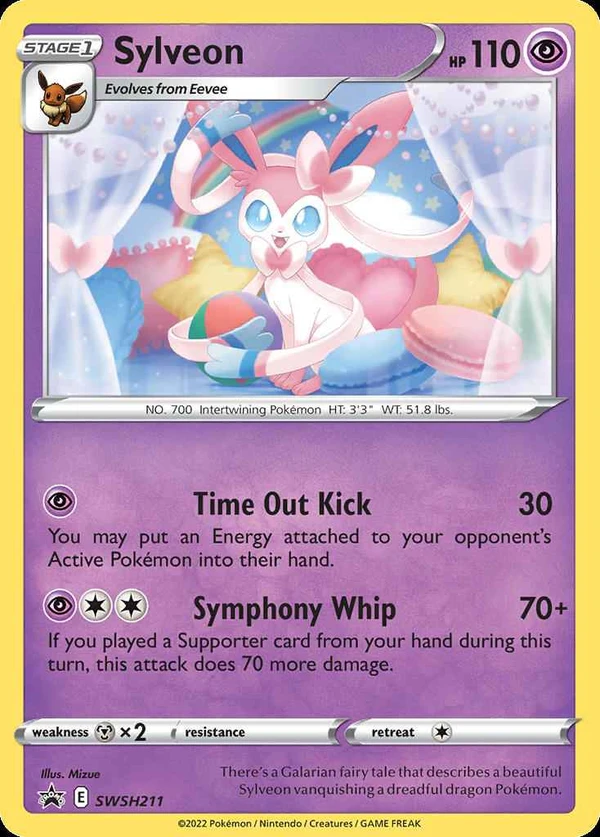 STAGE 1
Sylveon
HP 110
Evolves from Eevee
NO. 700 Intertwining Pokémon HT: 3'3" WT: 51.8 lbs.
Time Out Kick 30
You may put an Energy attached to your opponent's
Active Pokémon into their hand.
Symphony Whip 70+
If you played a Supporter card from your hand during this
turn, this attack does 70 more damage.
weakness ×2 resistance retreat
Illus. Mizue
There's a Galarian fairy tale that describes a beautiful
Sylveon vanquishing a dreadful dragon Pokémon.
E SWSH211
©2022 Pokémon / Nintendo / Creatures / GAME FREAK